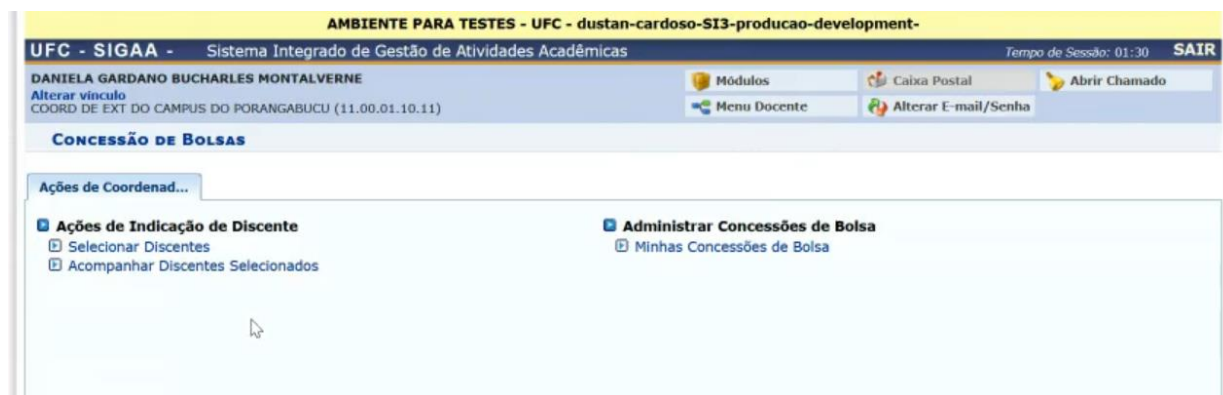 AMBIENTE PARA TESTES - UFC - dustan-cardoso-SI3-producao-development-
UFC - SIGAA - Sistema Integrado de Gestão de Atividades Acadêmicas Tempo de Sessão: 01:30 SAIR
DANIELA GARDANO BUCHARLES MONTALVERNE
Alterar vínculo
COORD DE EXT DO CAMPUS DO PORANGABUCU (11.00.01.10.11)
Módulos Caixa Postal Abrir Chamado
Menu Docente Alterar E-mail/Senha
CONCESSÃO DE BOLSAS
Ações de Coordenad...
Ações de Indicação de Discente
Selecionar Discentes
Acompanhar Discentes Selecionados
Administrar Concessões de Bolsa
Minhas Concessões de Bolsa